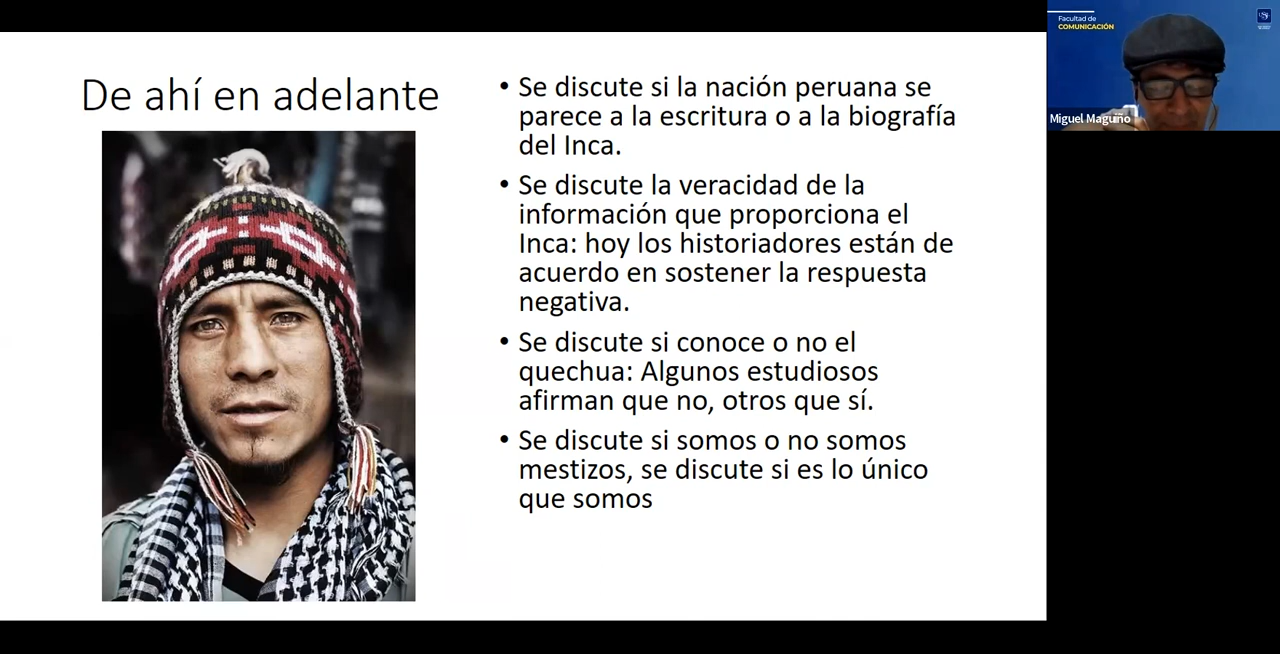 De ahí en adelante
• Se discute si la nación peruana se
parece a la escritura o a la biografía
del Inca.
• Se discute la veracidad de la
información que proporciona el
Inca: hoy los historiadores están de
acuerdo en sostener la respuesta
negativa.
• Se discute si conoce o no el
quechua: Algunos estudiosos
afirman que no, otros que sí.
• Se discute si somos o no somos
mestizos, se discute si es lo único
que somos
Facultad de
COMUNICACIÓN
Miguel Maguiño